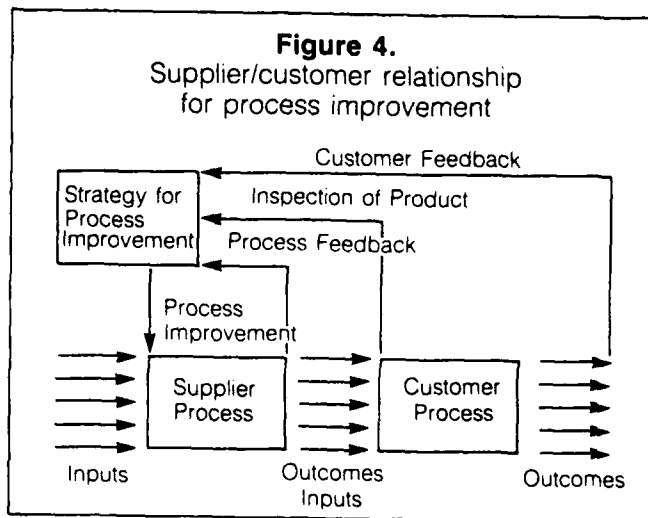 Figure 4.
Supplier/customer relationship
for process improvement
Customer Feedback
Strategy for
Process
Improvement
Inspection of Product
Process Feedback
Process
Improvement
Supplier
Process
Customer
Process
Inputs
Outcomes
Inputs
Outcomes